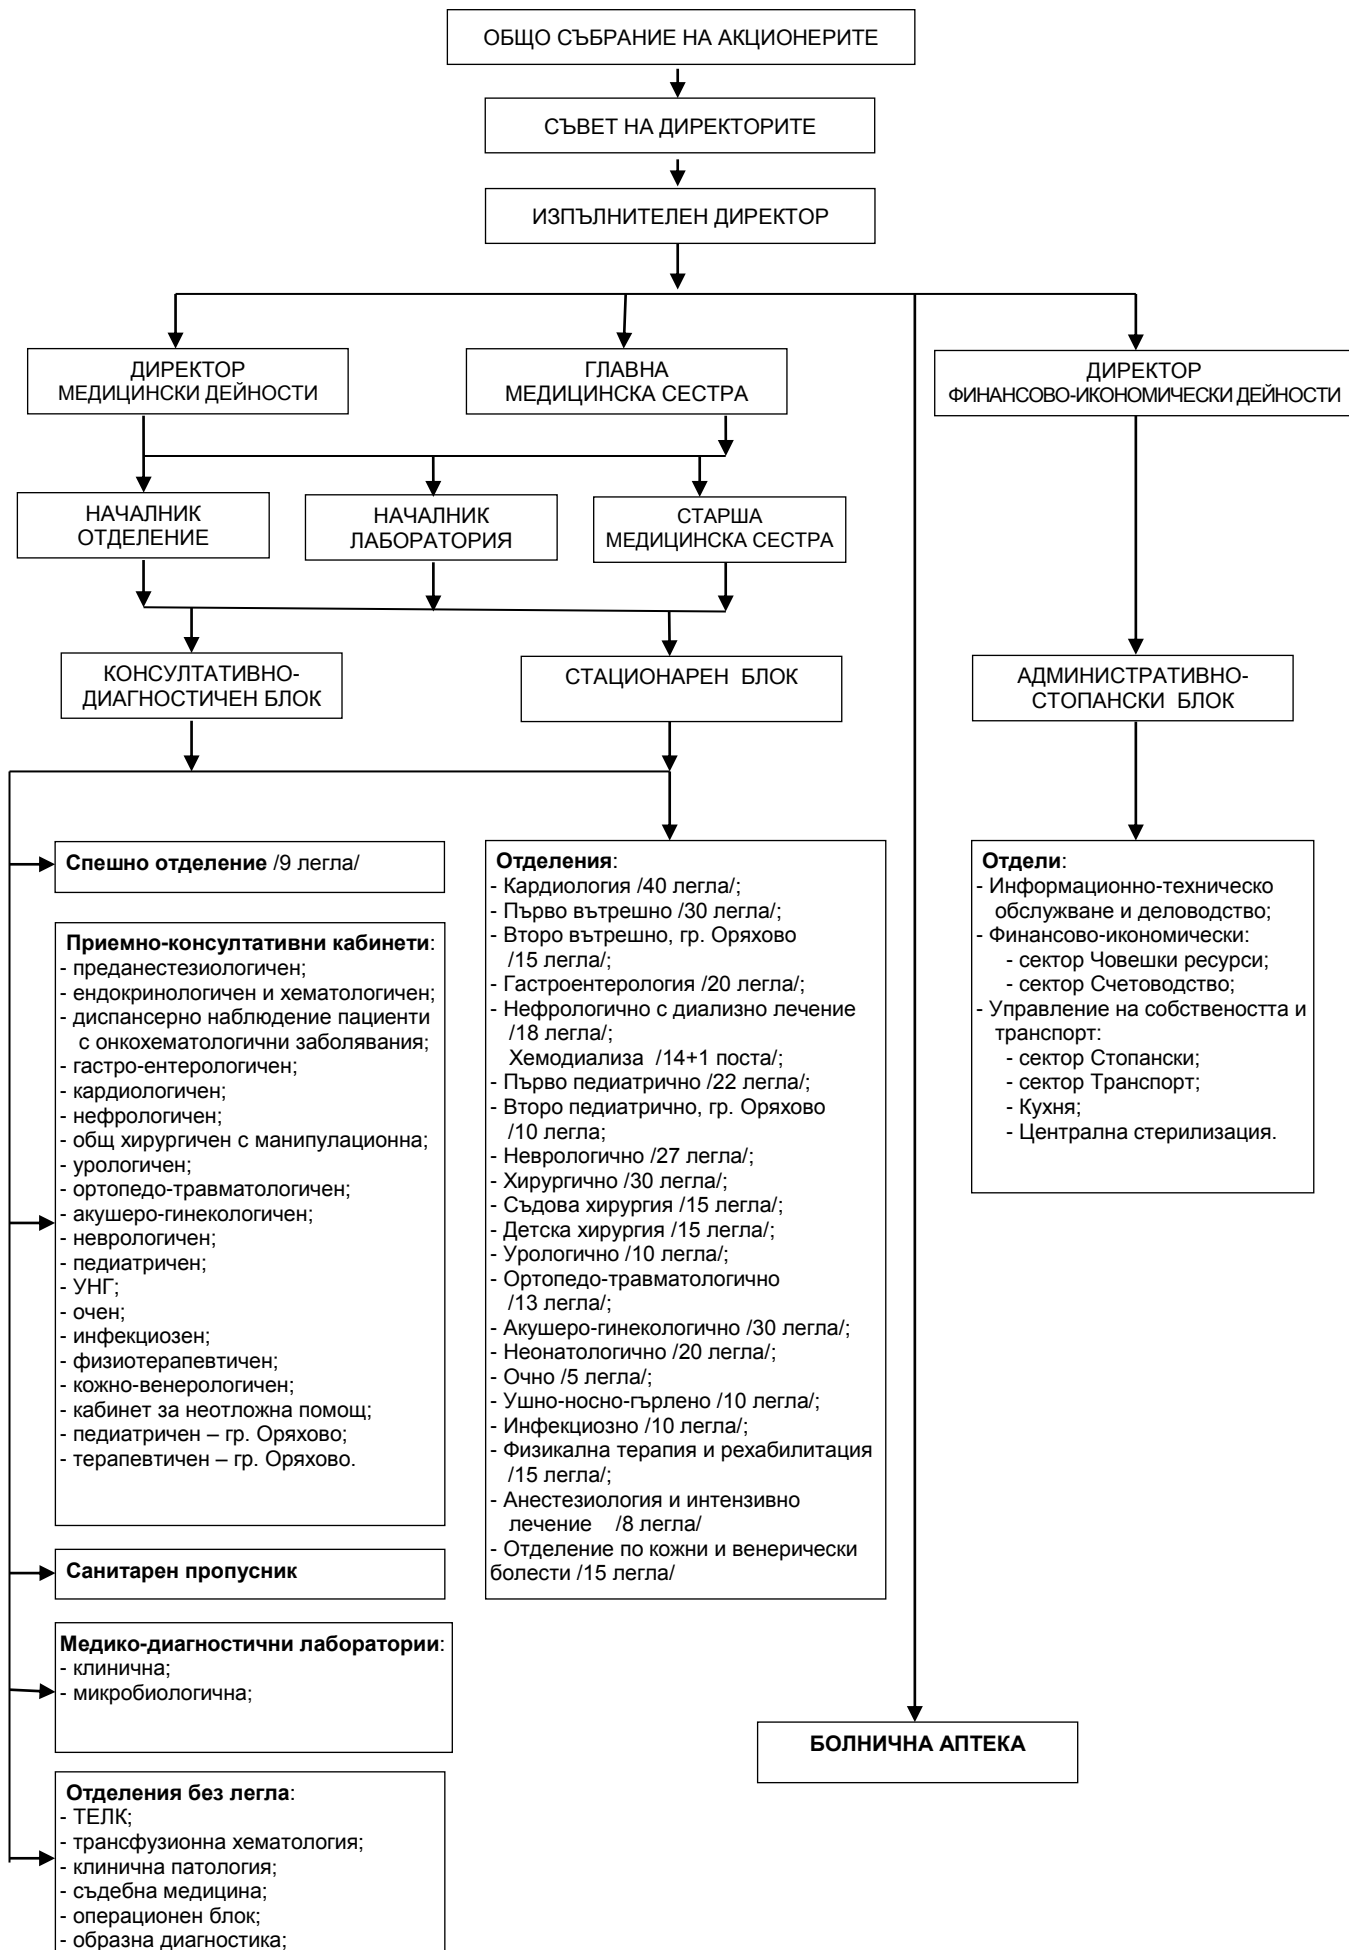 ОБЩО СЪБРАНИЕ НА АКЦИОНЕРИТЕ
СЪВЕТ НА ДИРЕКТОРИТЕ
ИЗПЪЛНИТЕЛЕН ДИРЕКТОР
ДИРЕКТОР
МЕДИЦИНСКИ ДЕЙНОСТИ
ГЛАВНА
МЕДИЦИНСКА СЕСТРА
ДИРЕКТОР
ФИНАНСОВО-ИКОНОМИЧЕСКИ ДЕЙНОСТИ
НАЧАЛНИК
ОТДЕЛЕНИЕ
НАЧАЛНИК
ЛАБОРАТОРИЯ
СТАРША
МЕДИЦИНСКА СЕСТРА
КОНСУЛТАТИВНО-
ДИАГНОСТИЧЕН БЛОК
СТАЦИОНАРЕН БЛОК
АДМИНИСТРАТИВНО-
СТОПАНСКИ БЛОК
Спешно отделение /9 легла/
Приемно-консултативни кабинети:
- преданестезиологичен;
- ендокринологичен и хематологичен;
- диспансерно наблюдение пациенти
с онкохематологични заболявания;
- гастро-ентерологичен;
- кардиологичен;
- нефрологичен;
- общ хирургичен с манипулационна;
- урологичен;
- ортопедо-травматологичен;
- акушеро-гинекологичен;
- неврологичен;
- педиатричен;
- УНГ;
- очен;
- инфекциозен;
- физиотерапевтичен;
- кожно-венерологичен;
- кабинет за неотложна помощ;
- педиатричен – гр. Оряхово;
- терапевтичен – гр. Оряхово.
Санитарен пропусник
Медико-диагностични лаборатории:
- клинична;
- микробиологична;
Отделения без легла:
- ТЕЛК;
- трансфузионна хематология;
- клинична патология;
- съдебна медицина;
- операционен блок;
- образна диагностика;
Отделения:
- Кардиология /40 легла/;
- Първо вътрешно /30 легла/;
- Второ вътрешно, гр. Оряхово
/15 легла/;
- Гастроентерология /20 легла/;
- Нефрологично с диализно лечение
/18 легла/;
Хемодиализа /14+1 поста/;
- Първо педиатрично /22 легла/;
- Второ педиатрично, гр. Оряхово
/10 легла;
- Неврологично /27 легла/;
- Хирургично /30 легла/;
- Съдова хирургия /15 легла/;
- Детска хирургия /15 легла/;
- Урологично /10 легла/;
- Ортопедо-травматологично
/13 легла/;
- Акушеро-гинекологично /30 легла/;
- Неонатологично /20 легла/;
- Очно /5 легла/;
- Ушно-носно-гърлено /10 легла/;
- Инфекциозно /10 легла/;
- Физикална терапия и рехабилитация
/15 легла/;
- Анестезиология и интензивно
лечение /8 легла/
- Отделение по кожни и венерически
болести /15 легла/
Отдели:
- Информационно-техническо
обслужване и деловодство;
- Финансово-икономически:
- сектор Човешки ресурси;
- сектор Счетоводство;
- Управление на собствеността и
транспорт:
- сектор Стопански;
- сектор Транспорт;
- Кухня;
- Централна стерилизация.
БОЛНИЧНА АПТЕКА